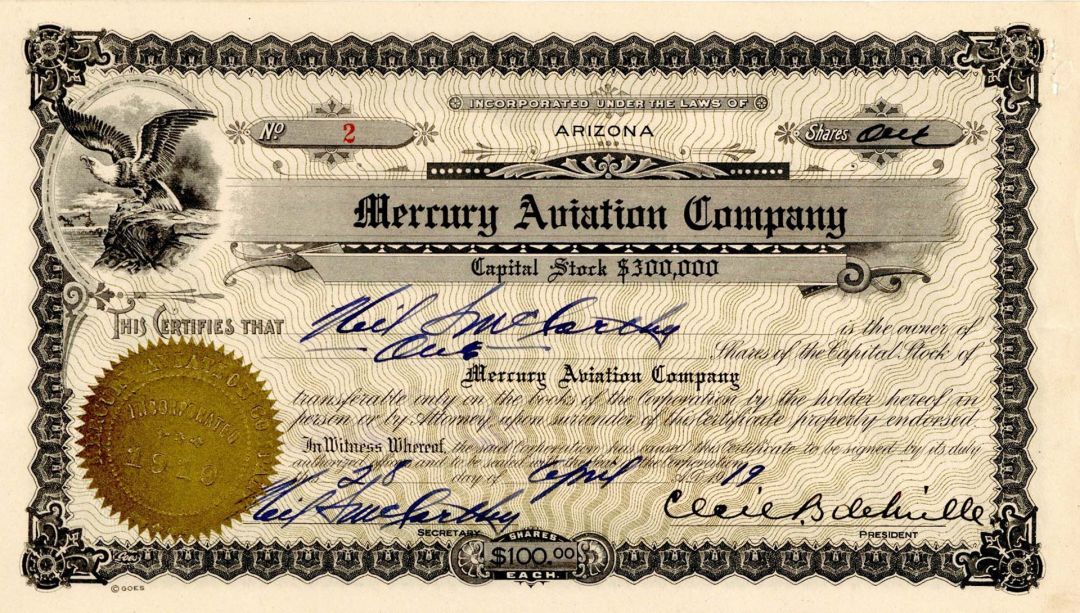 INCORPORATED UNDER THE LAWS OF
No 2 ARIZONA Shares One
Mercury Aviation Company
Capital Stock $300,000
THIS CERTIFIES THAT Neil S McCarthy is the owner of
One Shares of the Capital Stock of
Mercury Aviation Company
transferable only on the books of the Corporation by the holder hereof in
person or by Attorney, upon surrender of this Certificate properly endorsed.
In Witness Whereof, the said Corporation has caused this Certificate to be signed by its duly
authorized officers and to be sealed with the Seal of the Corporation
28 day of April A.D. 1919
Neil S McCarthy Cecil B deMille
SECRETARY PRESIDENT
SHARES
$100.00
EACH
INCORPORATED
1919
Goes
© GOES